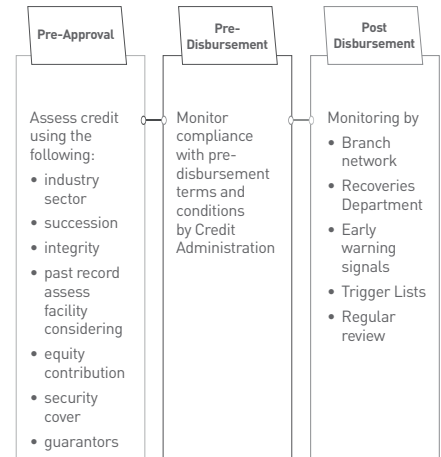 Pre-Approval
Assess credit
using the
following:
• industry
sector
• succession
• integrity
• past record
assess
facility
considering
• equity
contribution
• security
cover
• guarantors
Pre-
Disbursement
Monitor
compliance
with pre-
disbursement
terms and
conditions
by Credit
Administration
Post
Disbursement
Monitoring by
• Branch
network
• Recoveries
Department
• Early
warning
signals
• Trigger Lists
• Regular
review